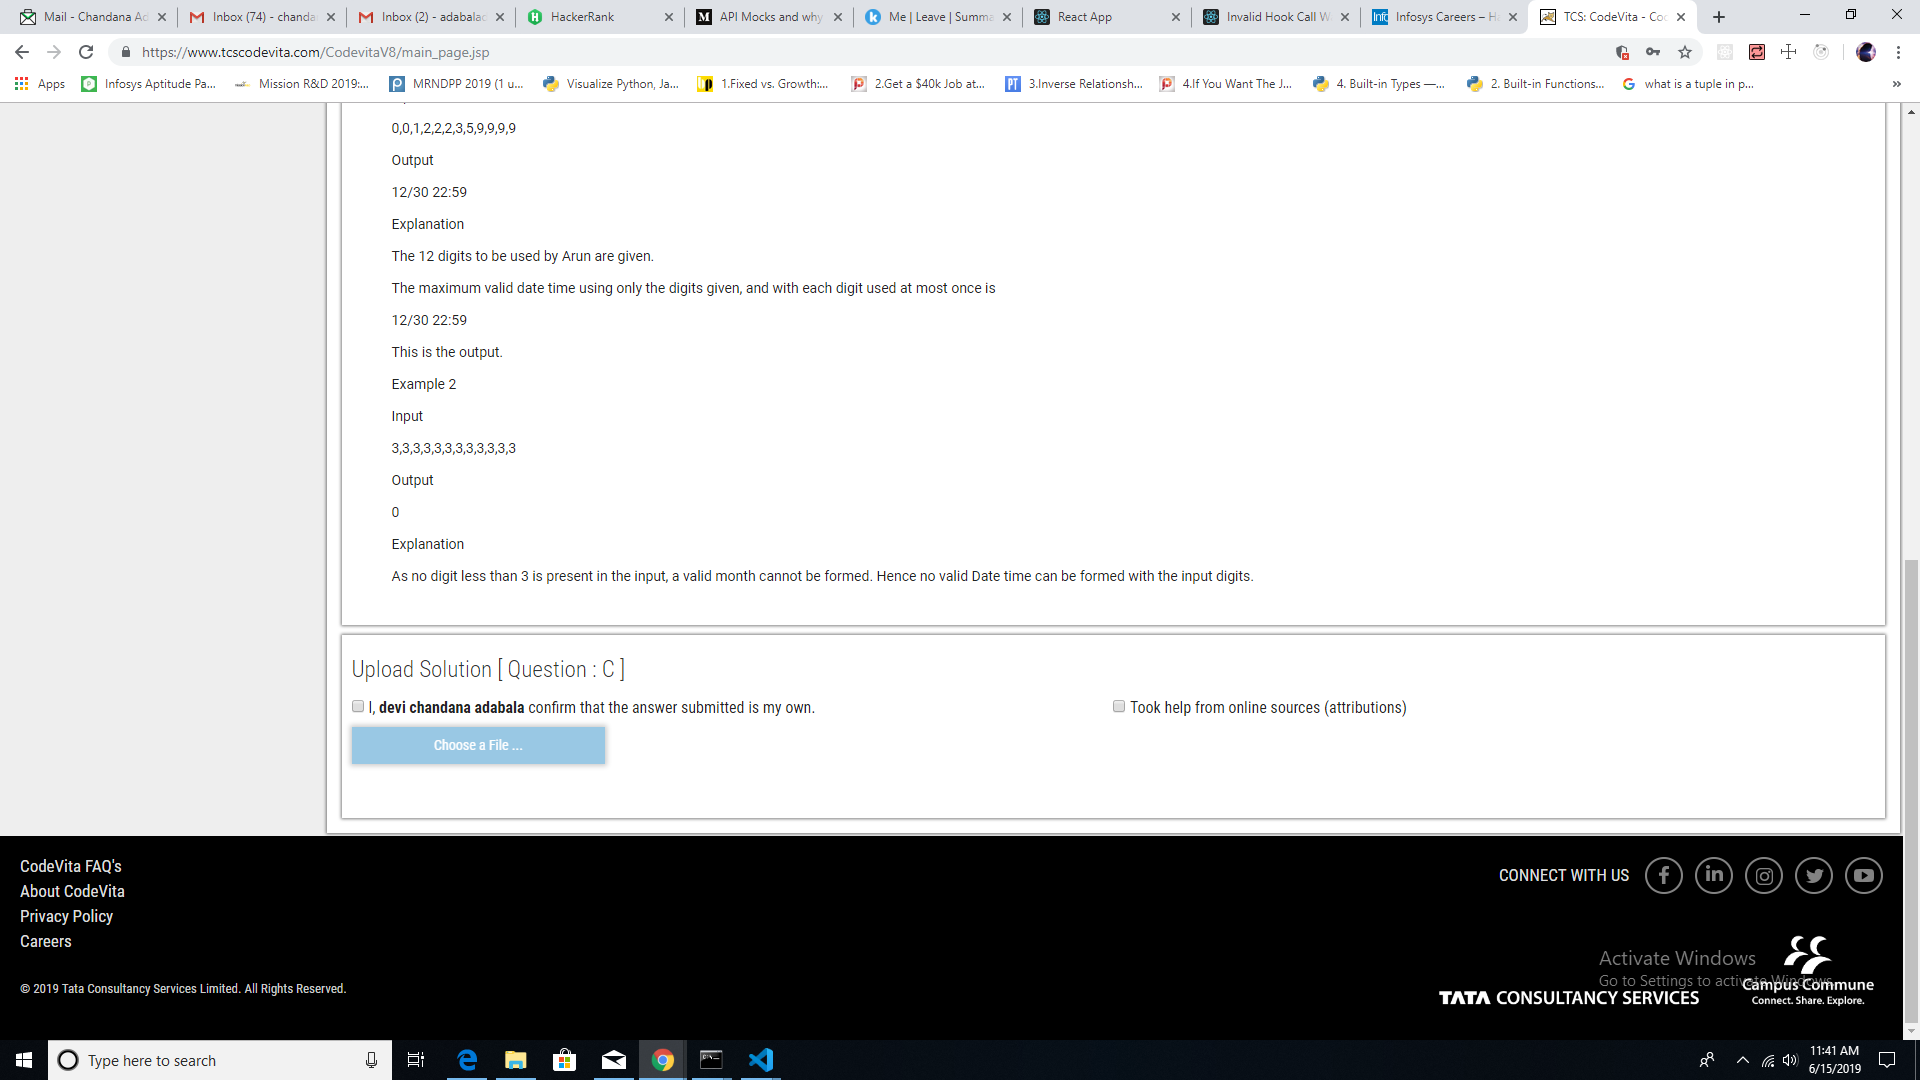 Mail - Chandana Ad
Inbox (74) - chanda
Inbox (2) - adabala
HackerRank
API Mocks and why
Me | Leave | Summa
React App
Invalid Hook Call W
Infosys Careers – Ha
TCS: CodeVita - Co
https://www.tcscodevita.com/CodevitaV8/main_page.jsp
Apps
Infosys Aptitude Pa...
Mission R&D 2019:...
MRNDPP 2019 (1 u...
Visualize Python, Ja...
1.Fixed vs. Growth:...
2.Get a $40k Job at...
3.Inverse Relationsh...
4.If You Want The J...
4. Built-in Types —...
2. Built-in Functions...
what is a tuple in p...
0,0,1,2,2,2,3,5,9,9,9,9
Output
12/30 22:59
Explanation
The 12 digits to be used by Arun are given.
The maximum valid date time using only the digits given, and with each digit used at most once is
12/30 22:59
This is the output.
Example 2
Input
3,3,3,3,3,3,3,3,3,3,3,3
Output
0
Explanation
As no digit less than 3 is present in the input, a valid month cannot be formed. Hence no valid Date time can be formed with the input digits.
Upload Solution [ Question : C ]
I, devi chandana adabala confirm that the answer submitted is my own.
Took help from online sources (attributions)
Choose a File ...
CodeVita FAQ's
About CodeVita
Privacy Policy
Careers
© 2019 Tata Consultancy Services Limited. All Rights Reserved.
CONNECT WITH US
Activate Windows
Go to Settings to activate Windows.
TATA CONSULTANCY SERVICES
Campus Commune
Connect. Share. Explore.
Type here to search
11:41 AM
6/15/2019